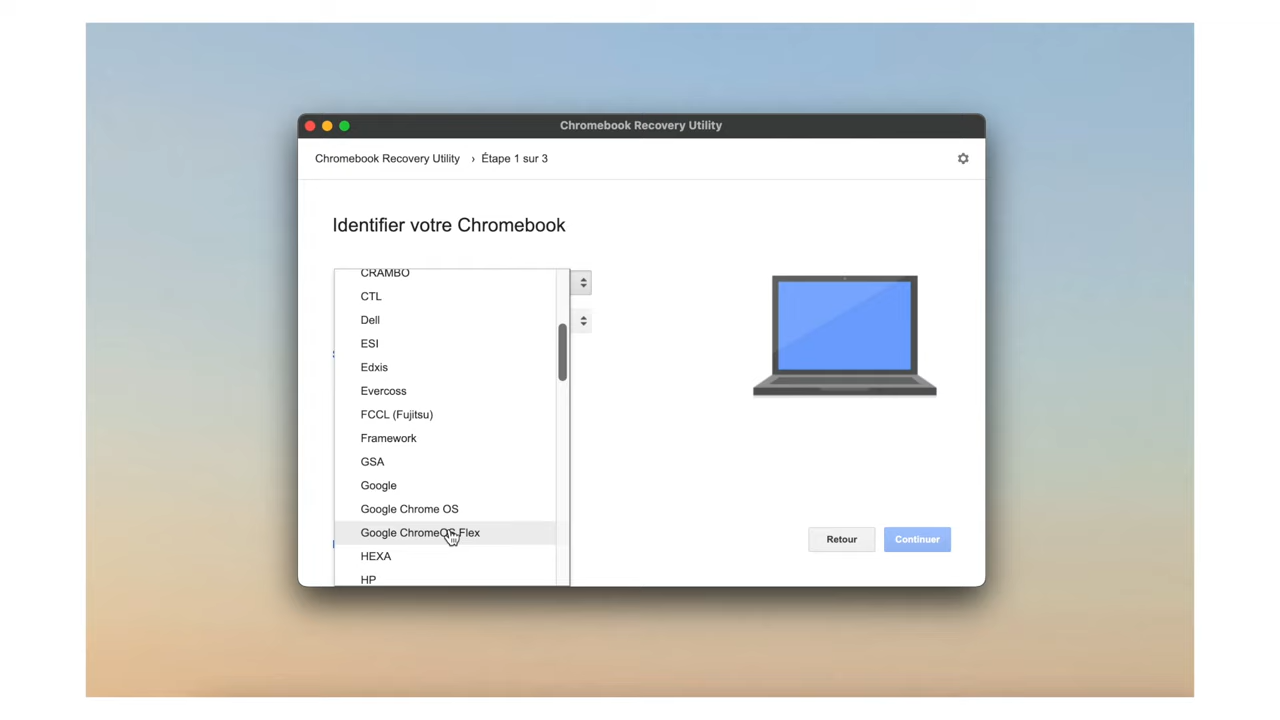 Chromebook Recovery Utility
Chromebook Recovery Utility › Étape 1 sur 3
Identifier votre Chromebook
CRAMBO
CTL
Dell
ESI
Edxis
Evercoss
FCCL (Fujitsu)
Framework
GSA
Google
Google Chrome OS
Google ChromeOS Flex
HEXA
HP
Retour
Continuer